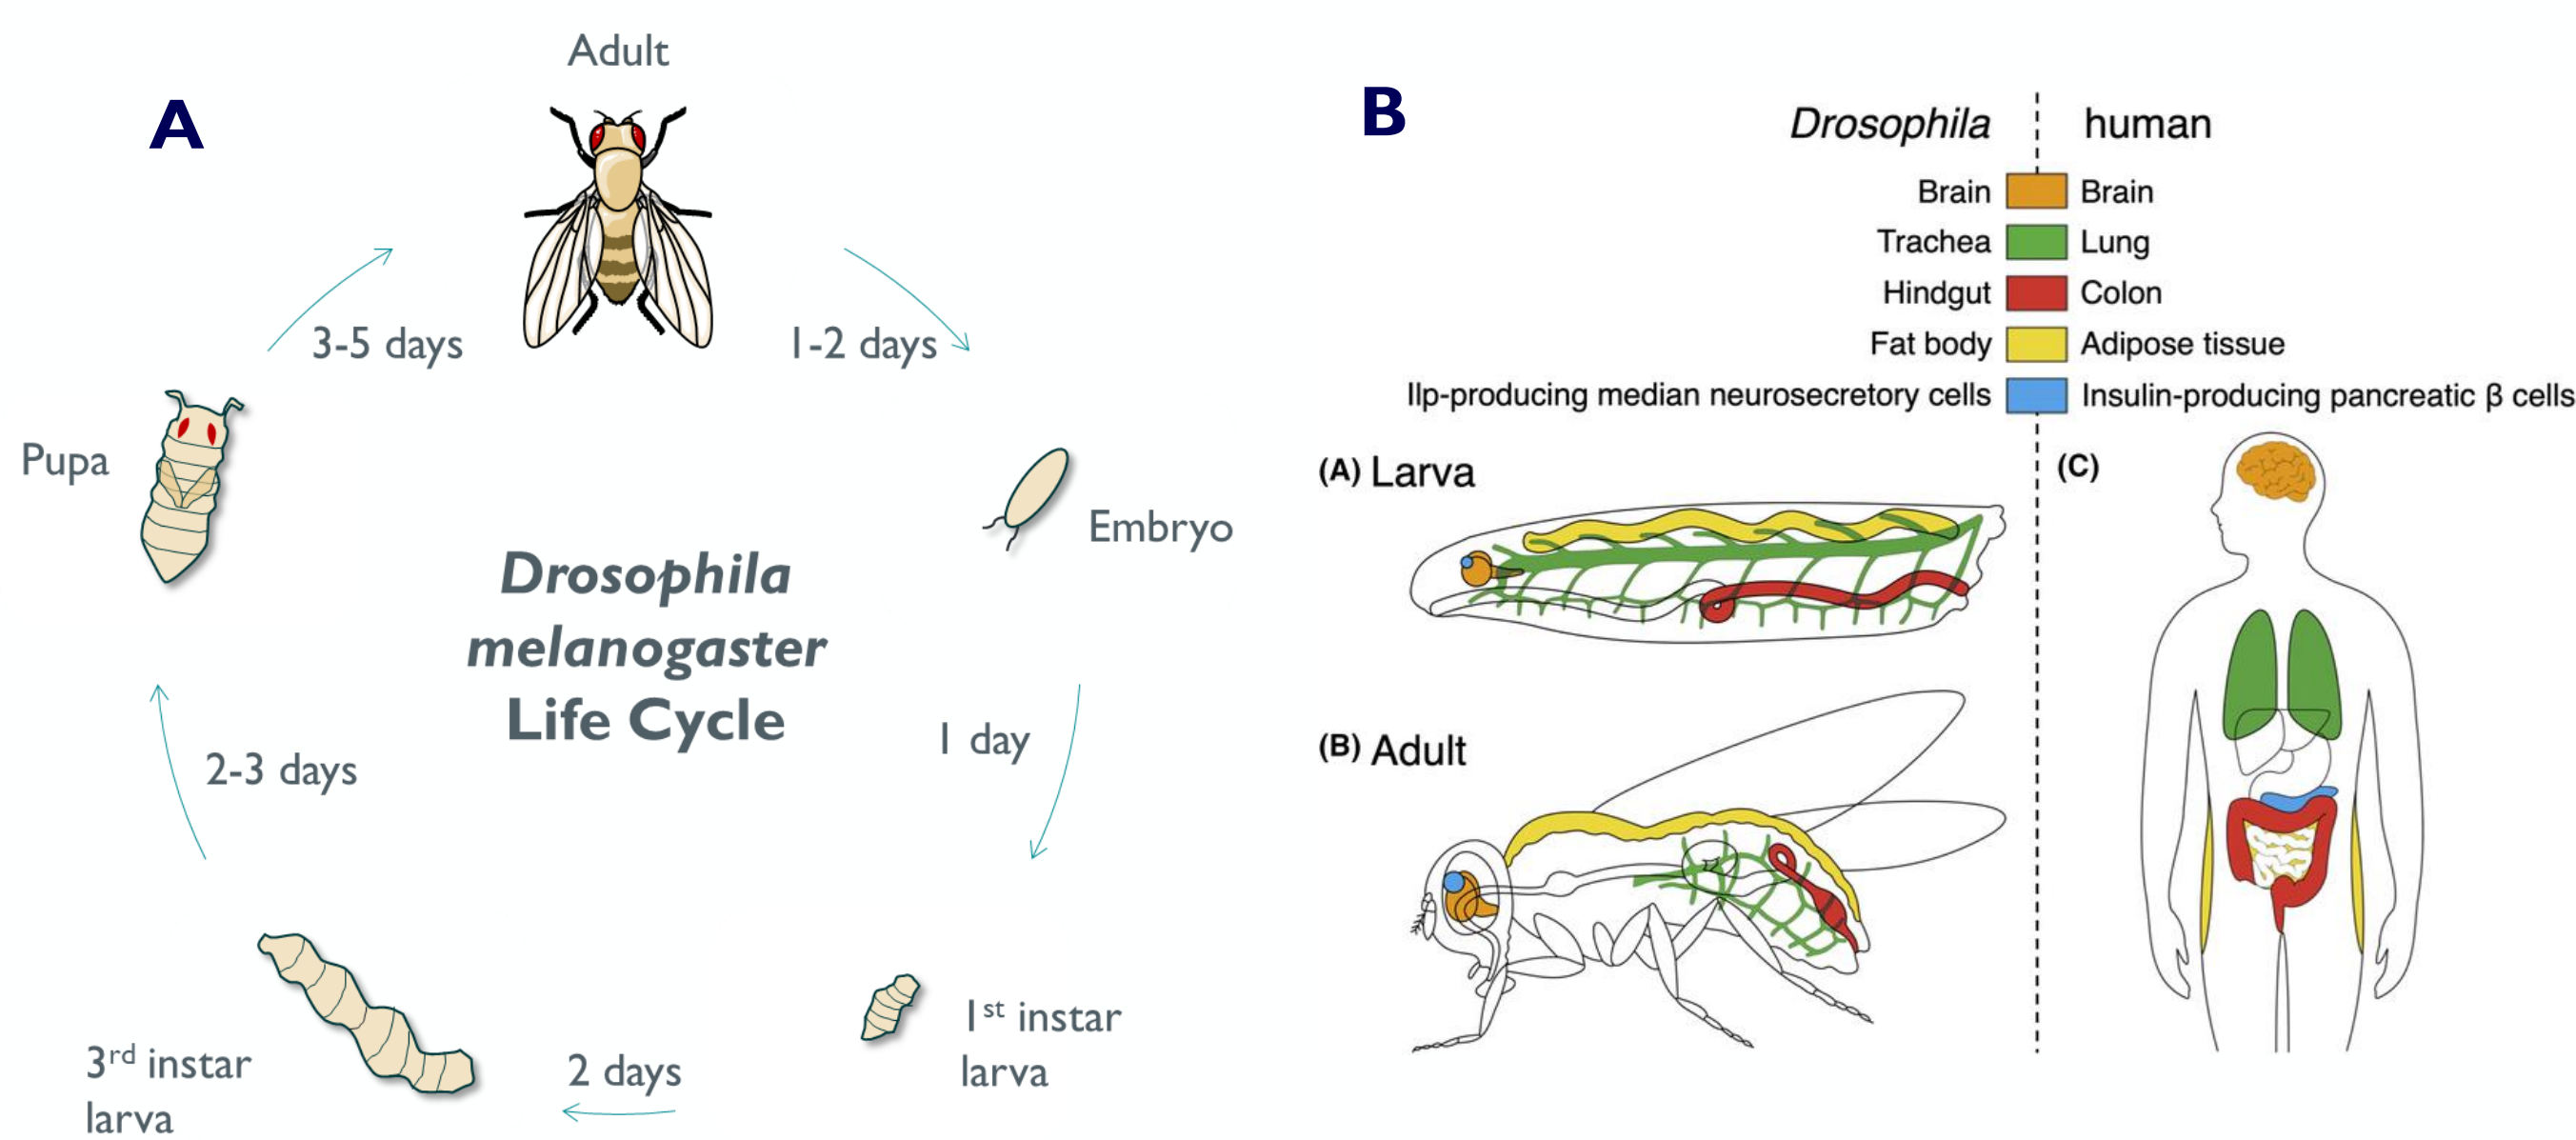 A
Adult
3-5 days
1-2 days
Pupa
Embryo
Drosophila
melanogaster
Life Cycle
2-3 days
1 day
3rd instar
larva
2 days
1st instar
larva
B
Drosophila human
Brain Brain
Trachea Lung
Hindgut Colon
Fat body Adipose tissue
Ilp-producing median neurosecretory cells Insulin-producing pancreatic β cells
(A) Larva
(C)
(B) Adult